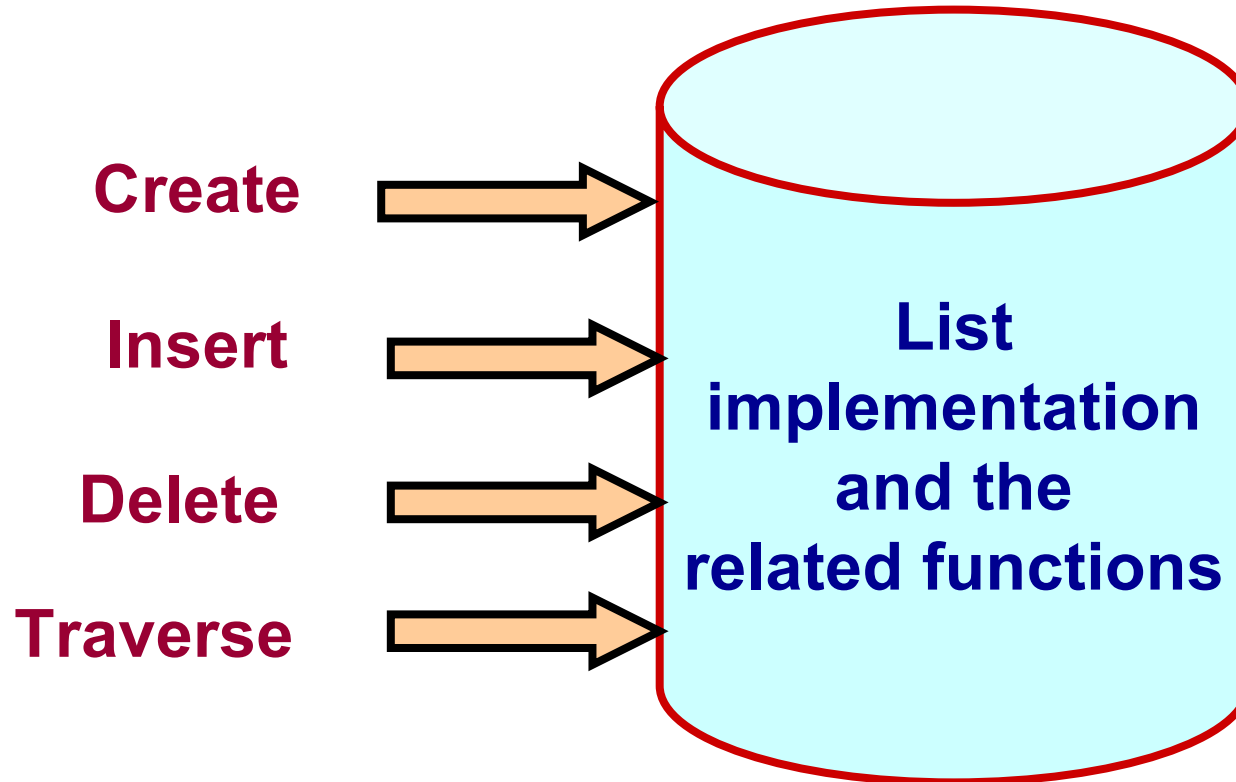 Create
Insert
Delete
Traverse
List
implementation
and the
related functions